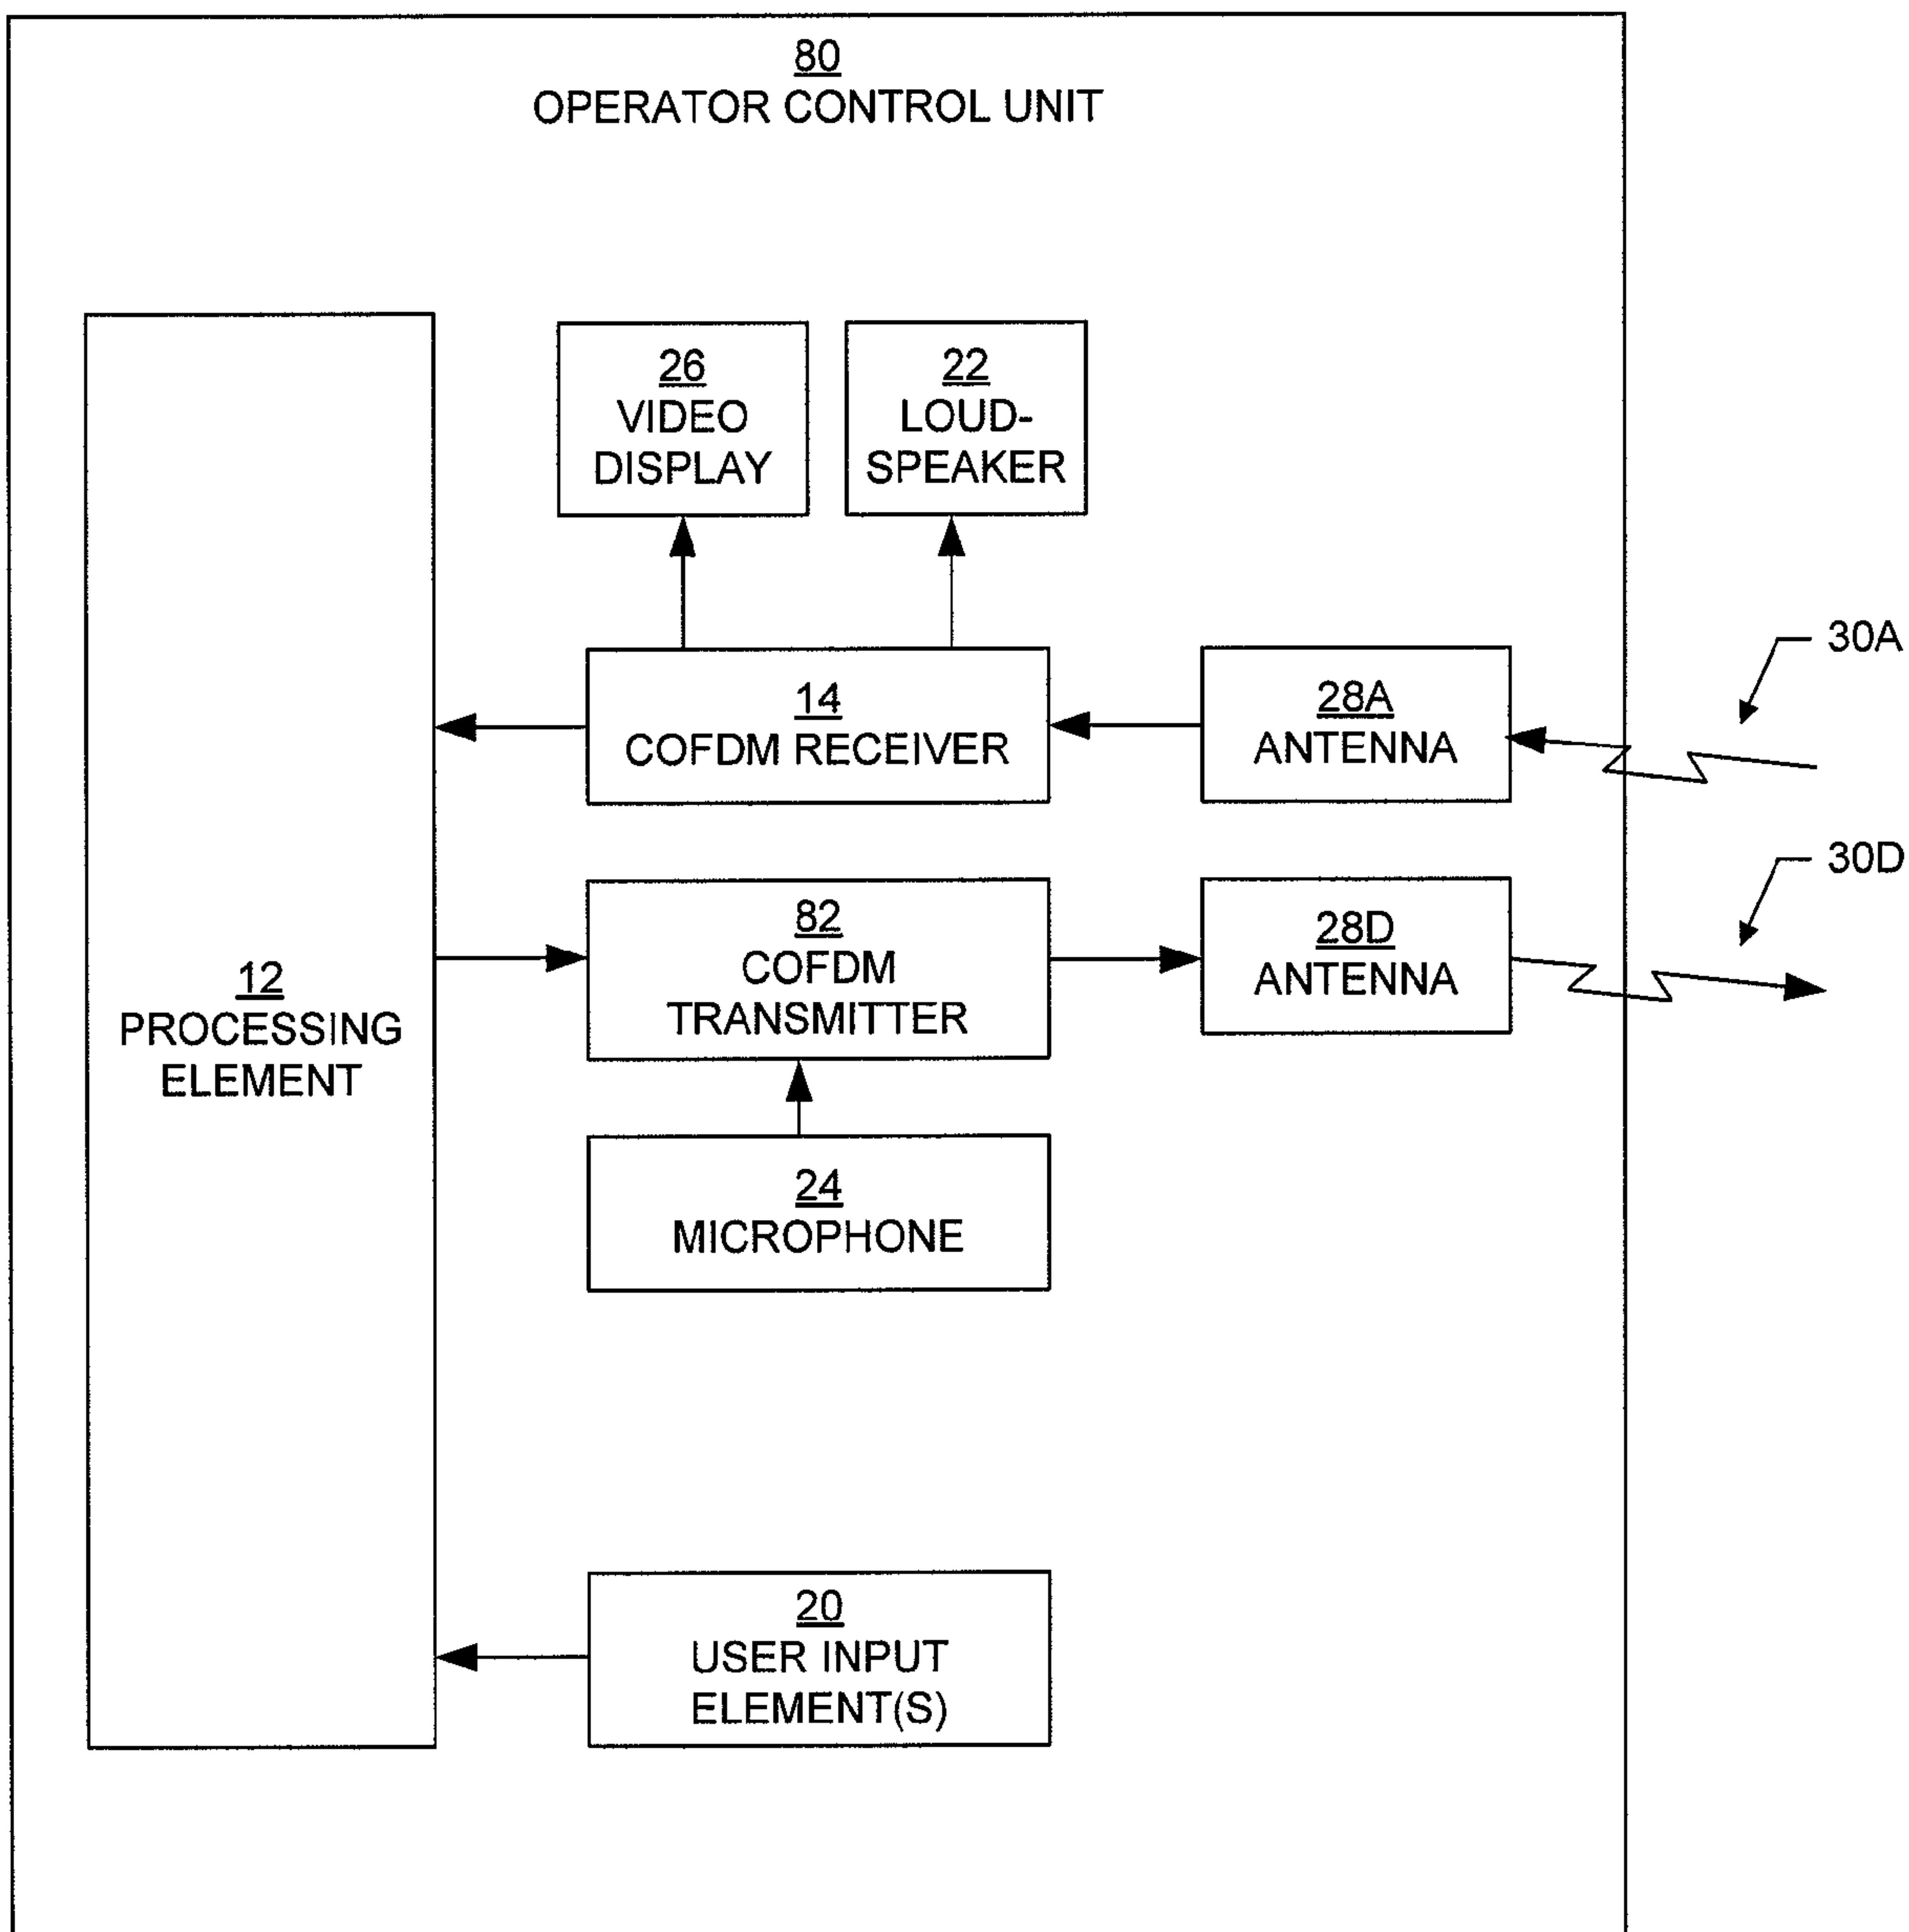 80
OPERATOR CONTROL UNIT
26
VIDEO
DISPLAY
22
LOUD-
SPEAKER
30A
14
COFDM RECEIVER
28A
ANTENNA
30D
82
COFDM
TRANSMITTER
28D
ANTENNA
12
PROCESSING
ELEMENT
24
MICROPHONE
20
USER INPUT
ELEMENT(S)